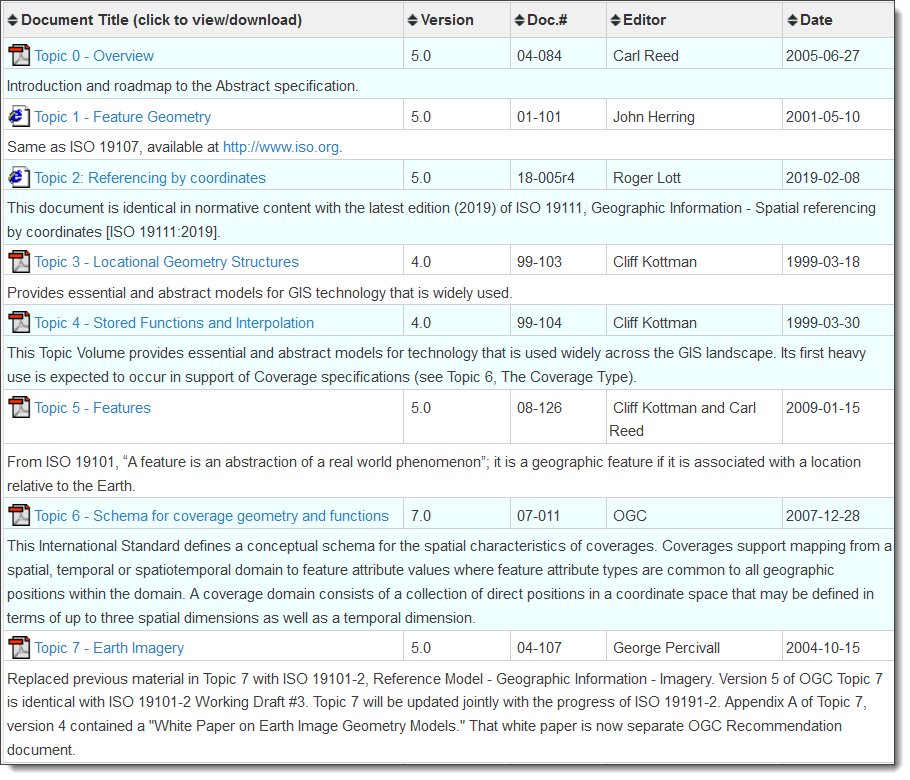 Document Title (click to view/download) Version Doc.# Editor Date
Topic 0 - Overview 5.0 04-084 Carl Reed 2005-06-27
Introduction and roadmap to the Abstract specification.
Topic 1 - Feature Geometry 5.0 01-101 John Herring 2001-05-10
Same as ISO 19107, available at http://www.iso.org.
Topic 2: Referencing by coordinates 5.0 18-005r4 Roger Lott 2019-02-08
This document is identical in normative content with the latest edition (2019) of ISO 19111, Geographic Information - Spatial referencing
by coordinates [ISO 19111:2019].
Topic 3 - Locational Geometry Structures 4.0 99-103 Cliff Kottman 1999-03-18
Provides essential and abstract models for GIS technology that is widely used.
Topic 4 - Stored Functions and Interpolation 4.0 99-104 Cliff Kottman 1999-03-30
This Topic Volume provides essential and abstract models for technology that is used widely across the GIS landscape. Its first heavy
use is expected to occur in support of Coverage specifications (see Topic 6, The Coverage Type).
Topic 5 - Features 5.0 08-126 Cliff Kottman and Carl 2009-01-15
Reed
From ISO 19101, “A feature is an abstraction of a real world phenomenon”; it is a geographic feature if it is associated with a location
relative to the Earth.
Topic 6 - Schema for coverage geometry and functions 7.0 07-011 OGC 2007-12-28
This International Standard defines a conceptual schema for the spatial characteristics of coverages. Coverages support mapping from a
spatial, temporal or spatiotemporal domain to feature attribute values where feature attribute types are common to all geographic
positions within the domain. A coverage domain consists of a collection of direct positions in a coordinate space that may be defined in
terms of up to three spatial dimensions as well as a temporal dimension.
Topic 7 - Earth Imagery 5.0 04-107 George Percivall 2004-10-15
Replaced previous material in Topic 7 with ISO 19101-2, Reference Model - Geographic Information - Imagery. Version 5 of OGC Topic 7
is identical with ISO 19101-2 Working Draft #3. Topic 7 will be updated jointly with the progress of ISO 19191-2. Appendix A of Topic 7,
version 4 contained a "White Paper on Earth Image Geometry Models." That white paper is now separate OGC Recommendation
document.